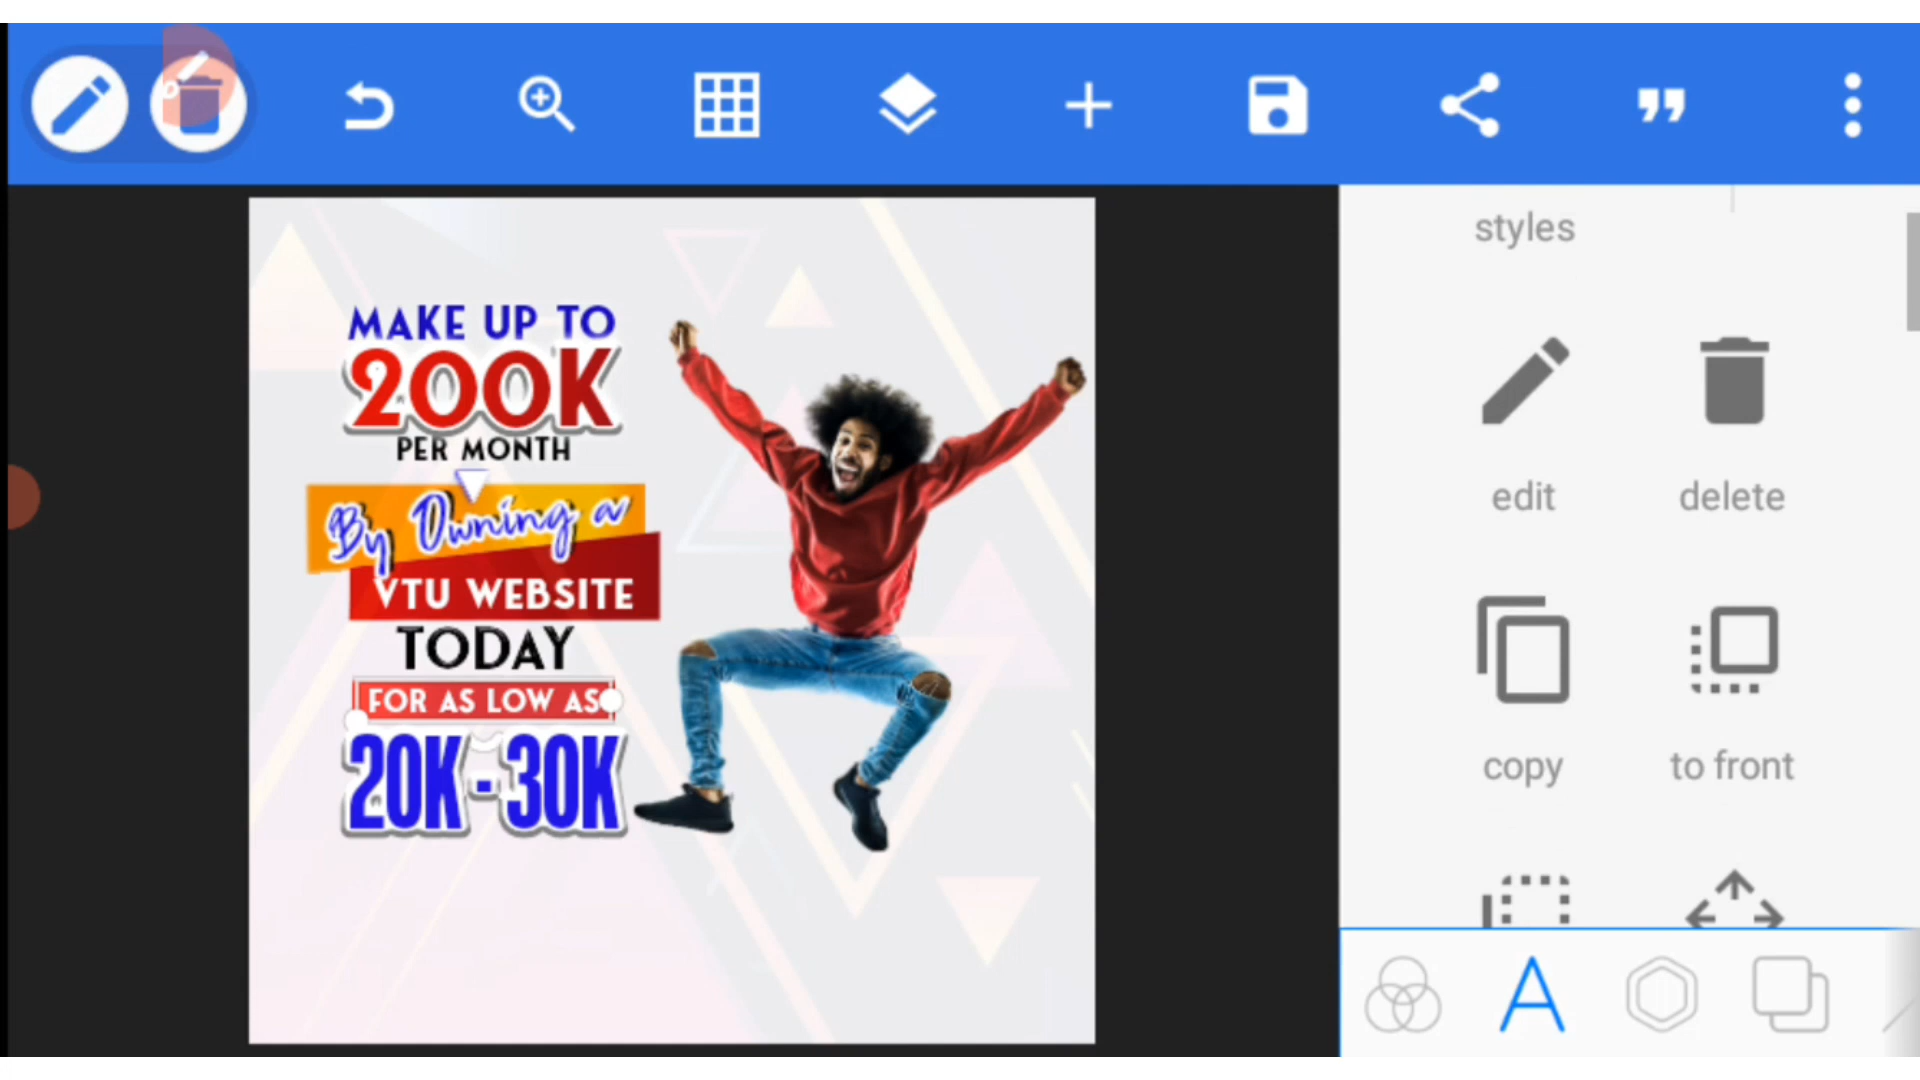 styles
MAKE UP TO
200K
PER MONTH
By Owning a
VTU WEBSITE
TODAY
FOR AS LOW AS
20K - 30K
edit
delete
copy
to front